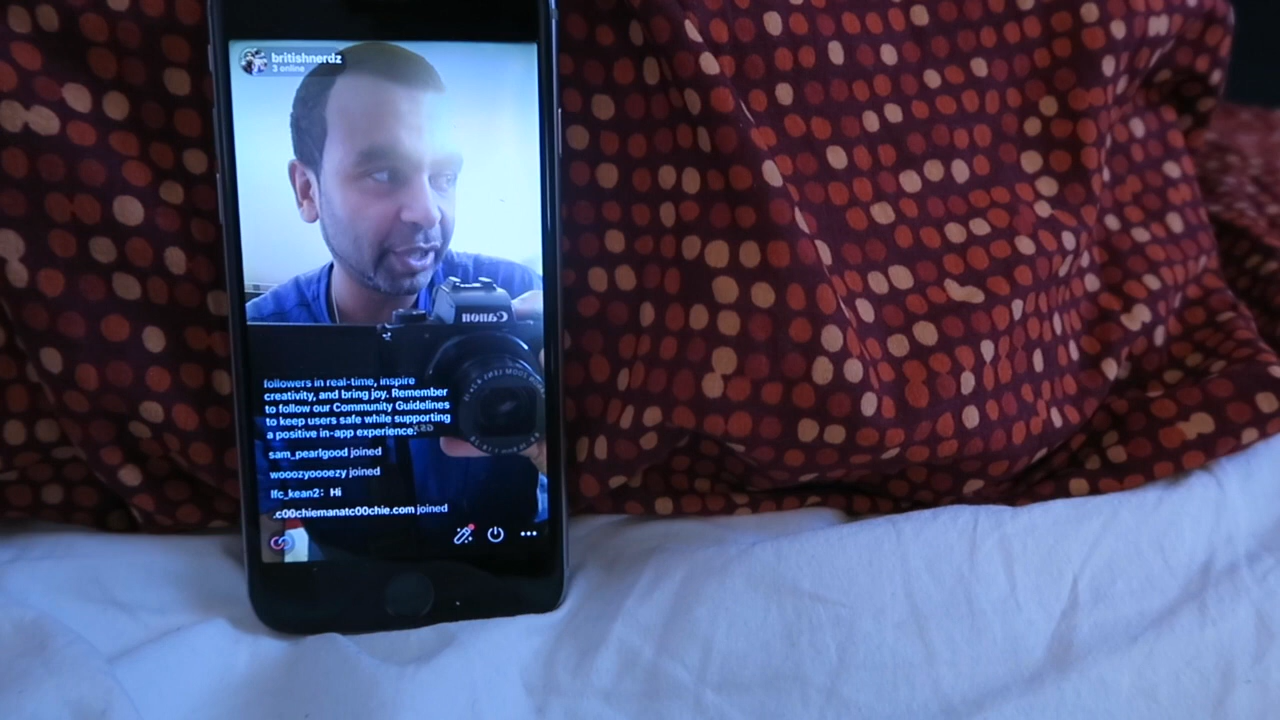 britishnerdz
3 online
Canon
followers in real-time, inspire
creativity, and bring joy. Remember
to follow our Community Guidelines
to keep users safe while supporting
a positive in-app experience.
sam_pearlgood joined
wooozyoooezy joined
lfc_kean2: Hi
.c00chiemanatc00chie.com joined